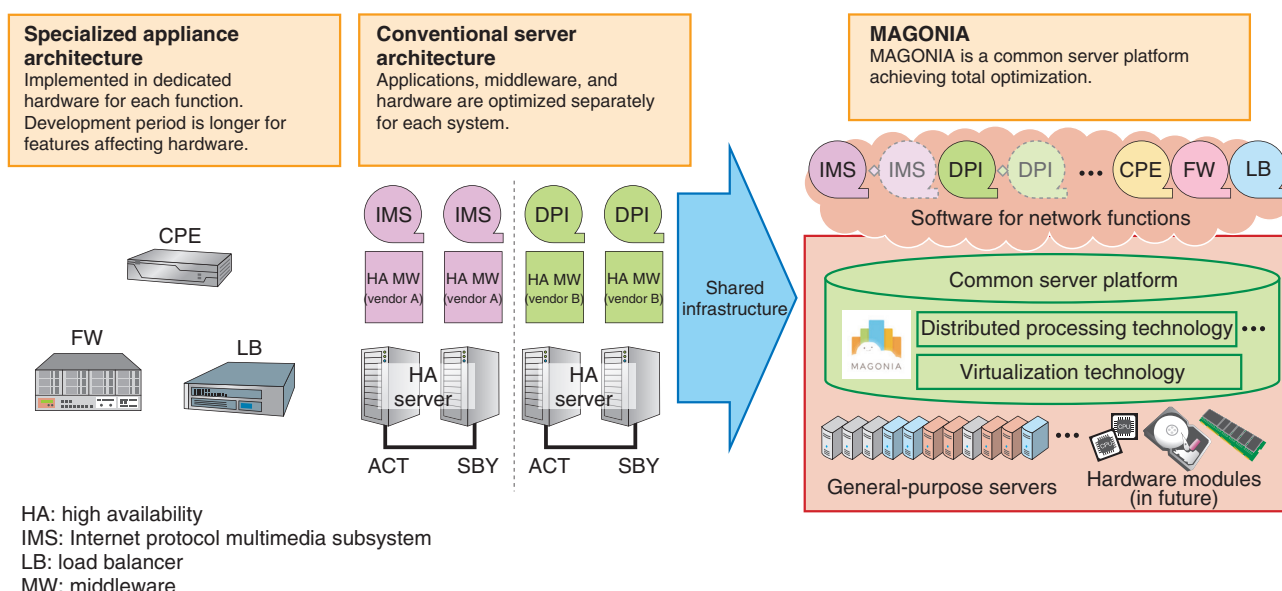 Specialized appliance
architecture
Implemented in dedicated
hardware for each function.
Development period is longer for
features affecting hardware.
CPE
FW
LB
Conventional server
architecture
Applications, middleware, and
hardware are optimized separately
for each system.
IMS IMS DPI DPI
HA MW HA MW HA MW HA MW
(vendor A) (vendor A) (vendor B) (vendor B)
HA HA
server server
ACT SBY ACT SBY
Shared
infrastructure
MAGONIA
MAGONIA is a common server platform
achieving total optimization.
IMS IMS DPI DPI ••• CPE FW LB
Software for network functions
Common server platform
MAGONIA
Distributed processing technology •••
Virtualization technology
•••
CPU
CPU
General-purpose servers
Hardware modules
(in future)
HA: high availability
IMS: Internet protocol multimedia subsystem
LB: load balancer
MW: middleware